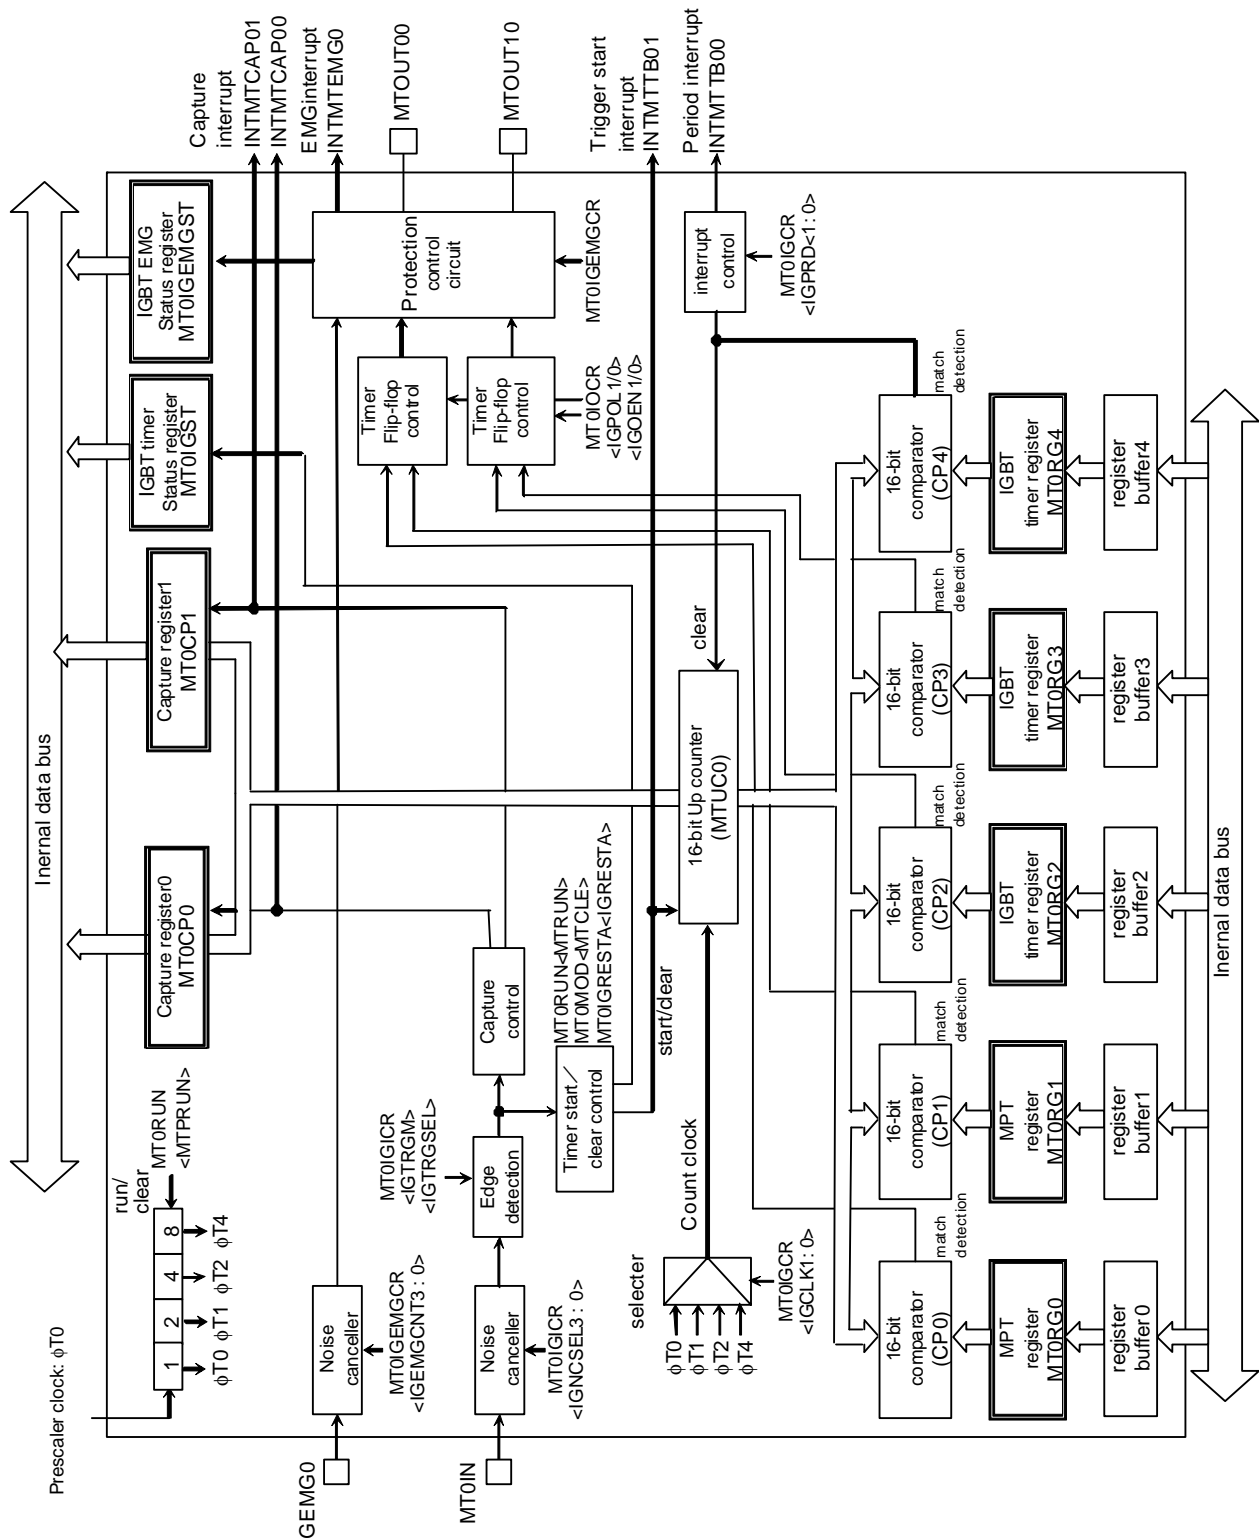 Inernal data bus
Prescaler clock: ϕT0
1
2
4
8
ϕT0
ϕT1
ϕT2
ϕT4
run/
clear
MT0RUN
<MTPRUN>
Capture register0
MT0CP0
Capture register1
MT0CP1
IGBT timer
Status register
MT0IGST
IGBT EMG
Status register
MT0IGEMGST
Capture
interrupt
INTMTCAP01
INTMTCAP00
EMGinterrupt
INTMTEMG0
MTOUT00
MTOUT10
Trigger start
interrupt
INTMTTB01
Period interrupt
INTMTTB00
GEMG0
Noise
canceller
MT0IGEMGCR
<IGEMGCNT3 : 0>
Protection
control
circuit
MT0IGEMGCR
Timer
Flip-flop
control
Timer
Flip-flop
control
MT0IOCR
<IGPOL1/0>
<IGOEN1/0>
MT0IN
Noise
canceller
MT0IGICR
<IGNCSEL3 : 0>
Edge
detection
MT0IGICR
<IGTRGM>
<IGTRGSEL>
Capture
control
Timer start/
clear control
MT0RUN<MTRUN>
MT0MOD<MTCLE>
MT0IGRESTA<IGRESTA>
start/clear
selecter
ϕT0
ϕT1
ϕT2
ϕT4
MT0IGCR
<IGCLK1: 0>
Count clock
16-bit Up counter
(MTUC0)
clear
interrupt
control
MT0IGCR
<IGPRD<1: 0>
16-bit
comparator
(CP0)
match
detection
16-bit
comparator
(CP1)
match
detection
16-bit
comparator
(CP2)
match
detection
16-bit
comparator
(CP3)
match
detection
16-bit
comparator
(CP4)
match
detection
MPT
register
MT0RG0
MPT
register
MT0RG1
IGBT
timer register
MT0RG2
IGBT
timer register
MT0RG3
IGBT
timer register
MT0RG4
register
buffer0
register
buffer1
register
buffer2
register
buffer3
register
buffer4
Inernal data bus